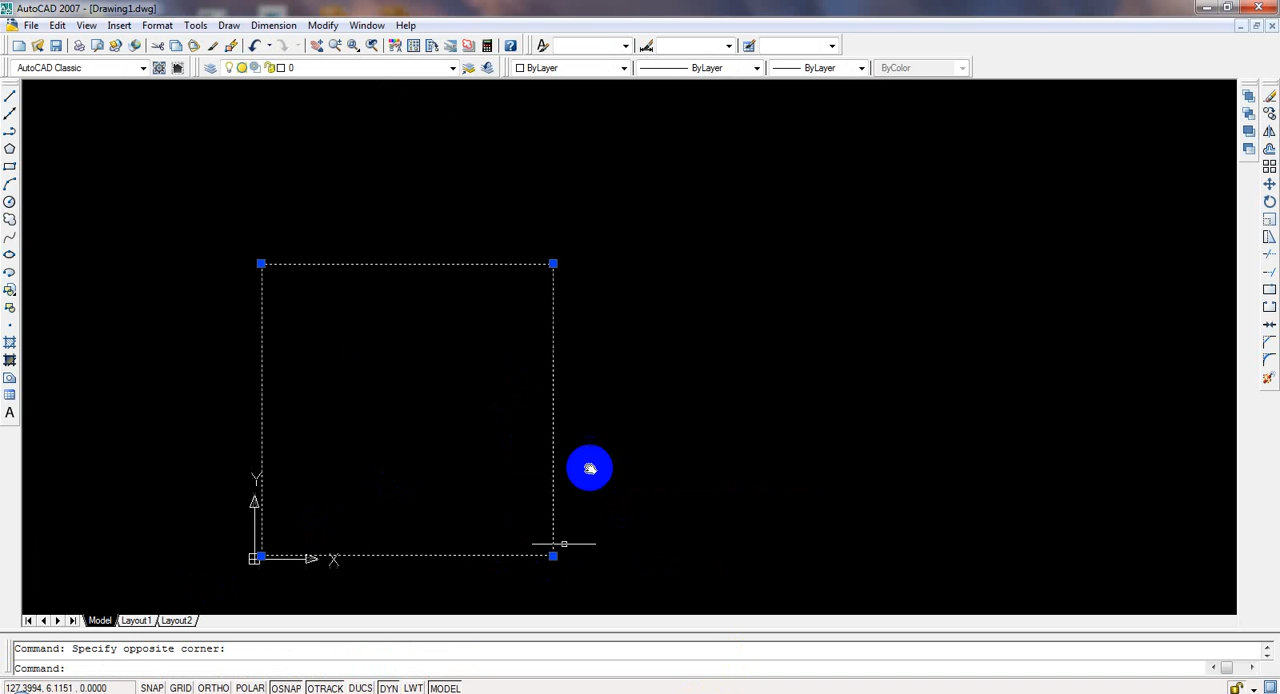 AutoCAD 2007 - [Drawing1.dwg]
File Edit View Insert Format Tools Draw Dimension Modify Window Help
AutoCAD Classic 0 ByLayer ByLayer ByLayer ByColor
Y
X
Model Layout1 Layout2
Command: Specify opposite corner:
Command:
127.3994, 6.1151, 0.0000 SNAP GRID ORTHO POLAR OSNAP OTRACK DUCS DYN LWT MODEL